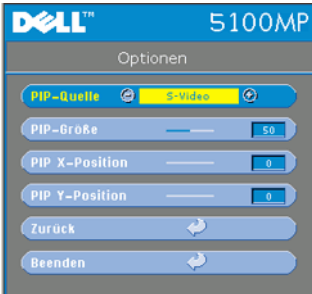 DELL™ 5100MP
Optionen
PIP-Quelle S-Video
PIP-Größe 50
PIP X-Position 0
PIP Y-Position 0
Zurück
Beenden